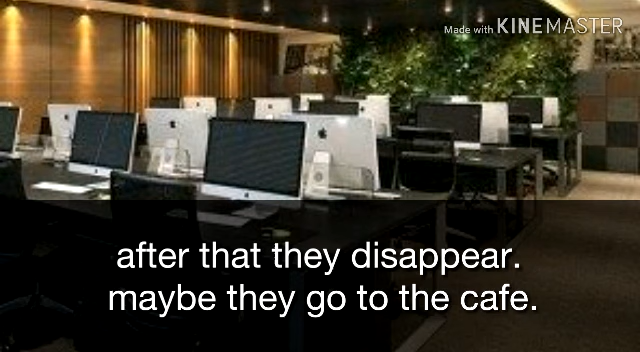 Made with KINEMASTER
after that they disappear.
maybe they go to the cafe.